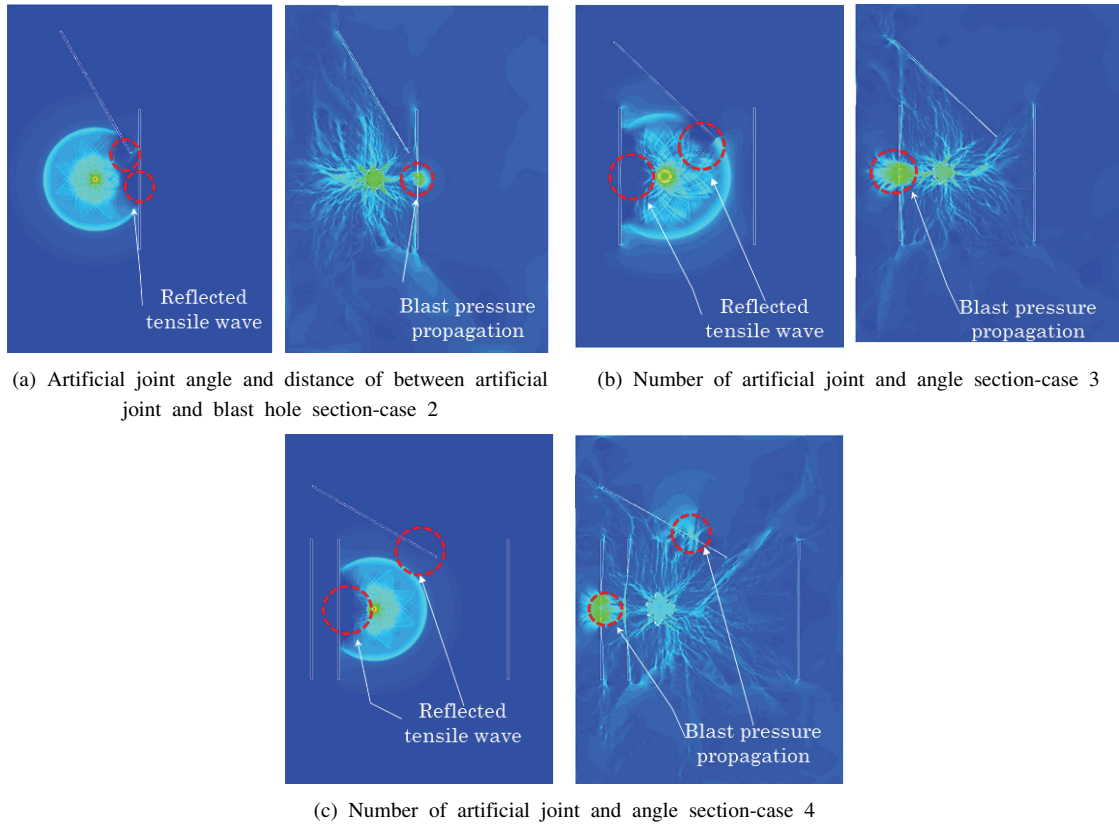 Reflected
tensile wave
Blast pressure
propagation
Reflected
tensile wave
Blast pressure
propagation
(a) Artificial joint angle and distance of between artificial
joint and blast hole section-case 2
(b) Number of artificial joint and angle section-case 3
Reflected
tensile wave
Blast pressure
propagation
(c) Number of artificial joint and angle section-case 4